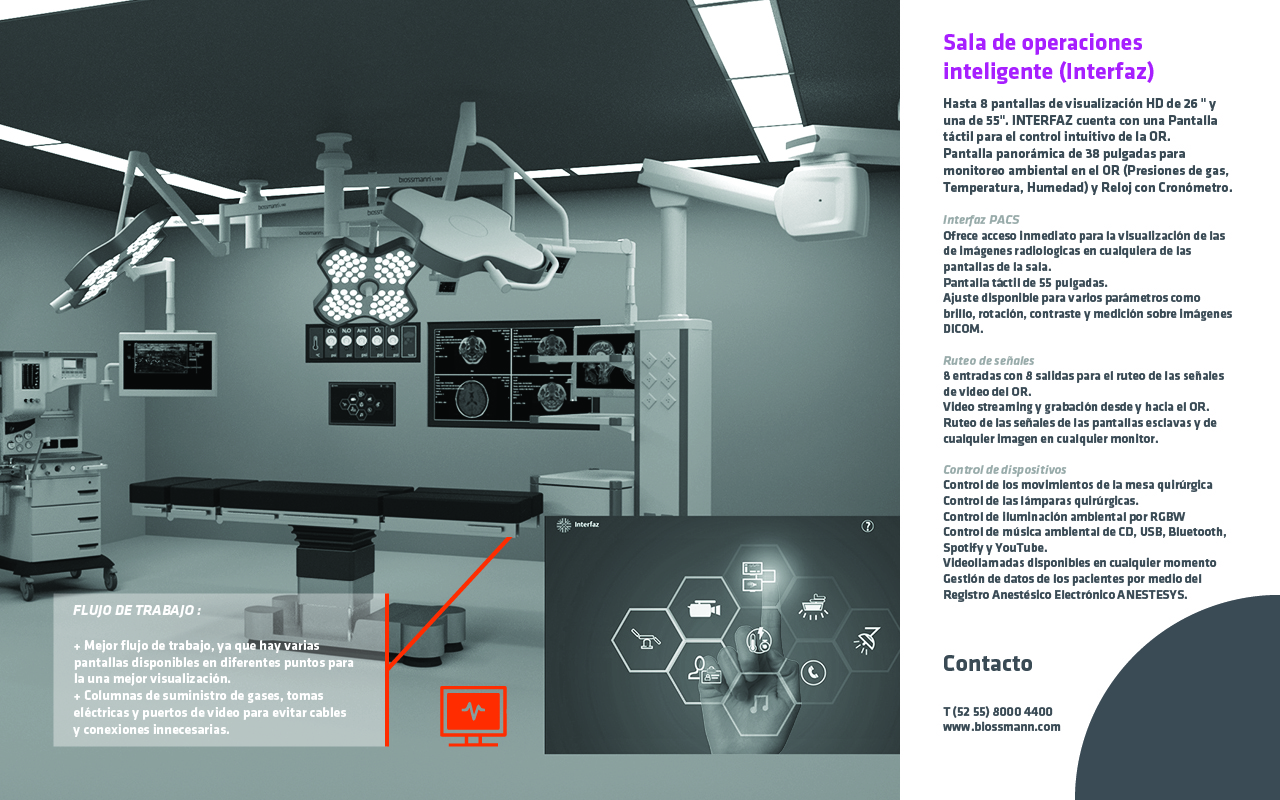 Sala de operaciones
inteligente (Interfaz)
Hasta 8 pantallas de visualización HD de 26 " y
una de 55". INTERFAZ cuenta con una Pantalla
táctil para el control intuitivo de la OR.
Pantalla panorámica de 38 pulgadas para
monitoreo ambiental en el OR (Presiones de gas,
Temperatura, Humedad) y Reloj con Cronómetro.
Interfaz PACS
Ofrece acceso inmediato para la visualización de las
de imágenes radiologicas en cualquiera de las
pantallas de la sala.
Pantalla táctil de 55 pulgadas.
Ajuste disponible para varios parámetros como
brillo, rotación, contraste y medición sobre imágenes
DICOM.
Ruteo de señales
8 entradas con 8 salidas para el ruteo de las señales
de video del OR.
Video streaming y grabación desde y hacia el OR.
Ruteo de las señales de las pantallas esclavas y de
cualquier imagen en cualquier monitor.
Control de dispositivos
Control de los movimientos de la mesa quirúrgica
Control de las lámparas quirúrgicas.
Control de iluminación ambiental por RGBW
Control de música ambiental de CD, USB, Bluetooth,
Spotify y YouTube.
Videollamadas disponibles en cualquier momento
Gestión de datos de los pacientes por medio del
Registro Anestésico Electrónico ANESTESYS.
Contacto
T (52 55) 8000 4400
www.blossmann.com
blossmann
blossmann
blossmann
CO₂ N₂O Aire O₂ N
Interfaz
?
FLUJO DE TRABAJO :
+ Mejor flujo de trabajo, ya que hay varias
pantallas disponibles en diferentes puntos para
la una mejor visualización.
+ Columnas de suministro de gases, tomas
eléctricas y puertos de video para evitar cables
y conexiones innecesarias.